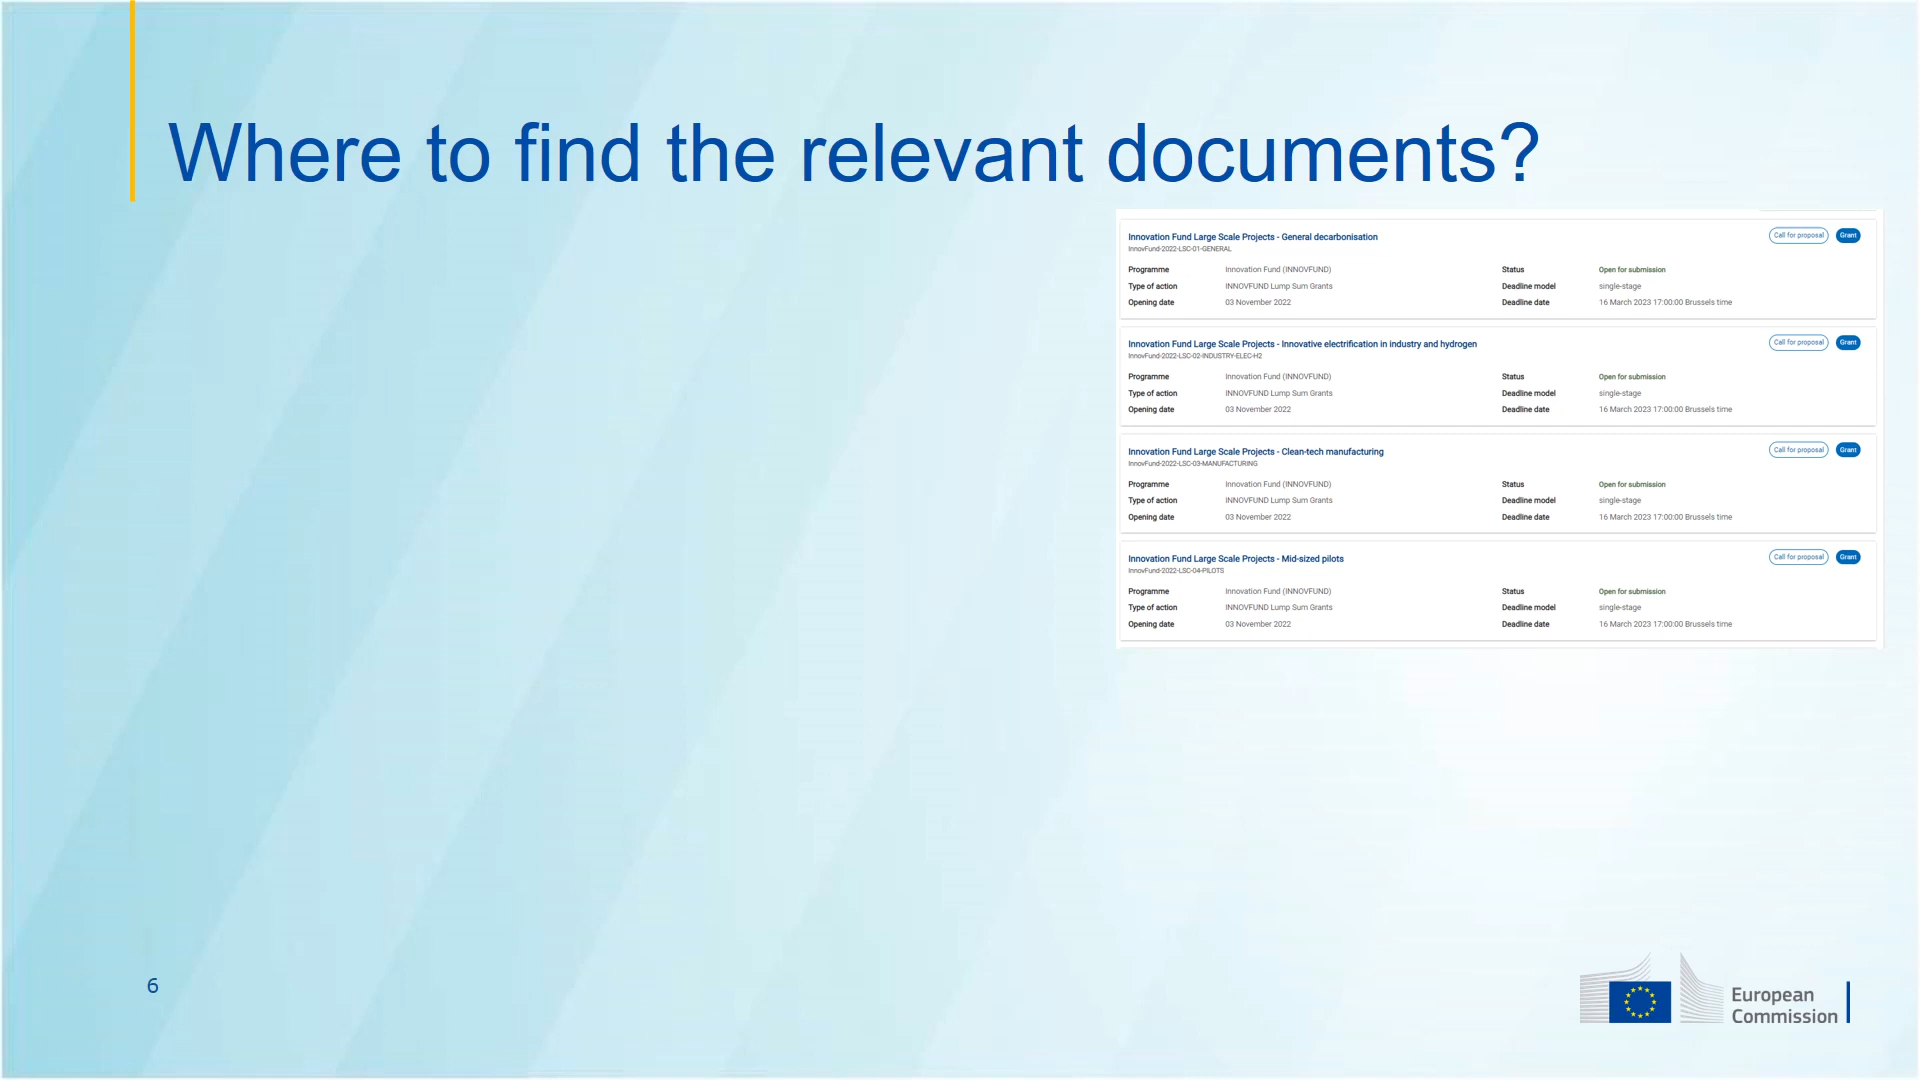 Where to find the relevant documents?
Innovation Fund Large Scale Projects - General decarbonisation
Call for proposal Grant
InnovFund-2022-LSC-01-GENERAL
Programme Innovation Fund (INNOVFUND) Status Open for submission
Type of action INNOVFUND Lump Sum Grants Deadline model single-stage
Opening date 03 November 2022 Deadline date 16 March 2023 17:00:00 Brussels time
Innovation Fund Large Scale Projects - Innovative electrification in industry and hydrogen
Call for proposal Grant
InnovFund-2022-LSC-02-INDUSTRY-ELEC-H2
Programme Innovation Fund (INNOVFUND) Status Open for submission
Type of action INNOVFUND Lump Sum Grants Deadline model single-stage
Opening date 03 November 2022 Deadline date 16 March 2023 17:00:00 Brussels time
Innovation Fund Large Scale Projects - Clean-tech manufacturing
Call for proposal Grant
InnovFund-2022-LSC-03-MANUFACTURING
Programme Innovation Fund (INNOVFUND) Status Open for submission
Type of action INNOVFUND Lump Sum Grants Deadline model single-stage
Opening date 03 November 2022 Deadline date 16 March 2023 17:00:00 Brussels time
Innovation Fund Large Scale Projects - Mid-sized pilots
Call for proposal Grant
InnovFund-2022-LSC-04-PILOTS
Programme Innovation Fund (INNOVFUND) Status Open for submission
Type of action INNOVFUND Lump Sum Grants Deadline model single-stage
Opening date 03 November 2022 Deadline date 16 March 2023 17:00:00 Brussels time
6
European
Commission